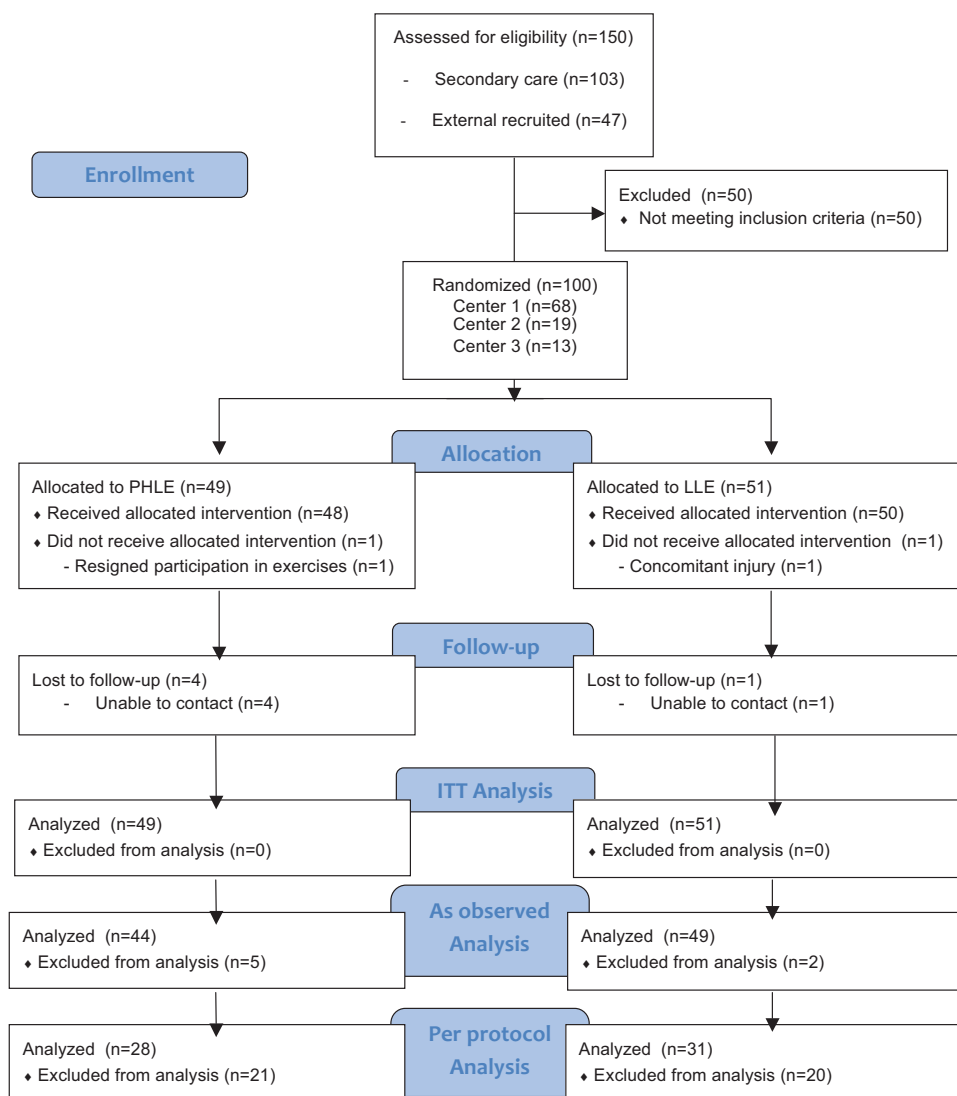 Assessed for eligibility (n=150)
- Secondary care (n=103)
- External recruited (n=47)
Enrollment
Excluded (n=50)
♦ Not meeting inclusion criteria (n=50)
Randomized (n=100)
Center 1 (n=68)
Center 2 (n=19)
Center 3 (n=13)
Allocation
Allocated to PHLE (n=49)
♦ Received allocated intervention (n=48)
♦ Did not receive allocated intervention (n=1)
- Resigned participation in exercises (n=1)
Allocated to LLE (n=51)
♦ Received allocated intervention (n=50)
♦ Did not receive allocated intervention (n=1)
- Concomitant injury (n=1)
Follow-up
Lost to follow-up (n=4)
- Unable to contact (n=4)
Lost to follow-up (n=1)
- Unable to contact (n=1)
ITT Analysis
Analyzed (n=49)
♦ Excluded from analysis (n=0)
Analyzed (n=51)
♦ Excluded from analysis (n=0)
As observed
Analysis
Analyzed (n=44)
♦ Excluded from analysis (n=5)
Analyzed (n=49)
♦ Excluded from analysis (n=2)
Per protocol
Analysis
Analyzed (n=28)
♦ Excluded from analysis (n=21)
Analyzed (n=31)
♦ Excluded from analysis (n=20)